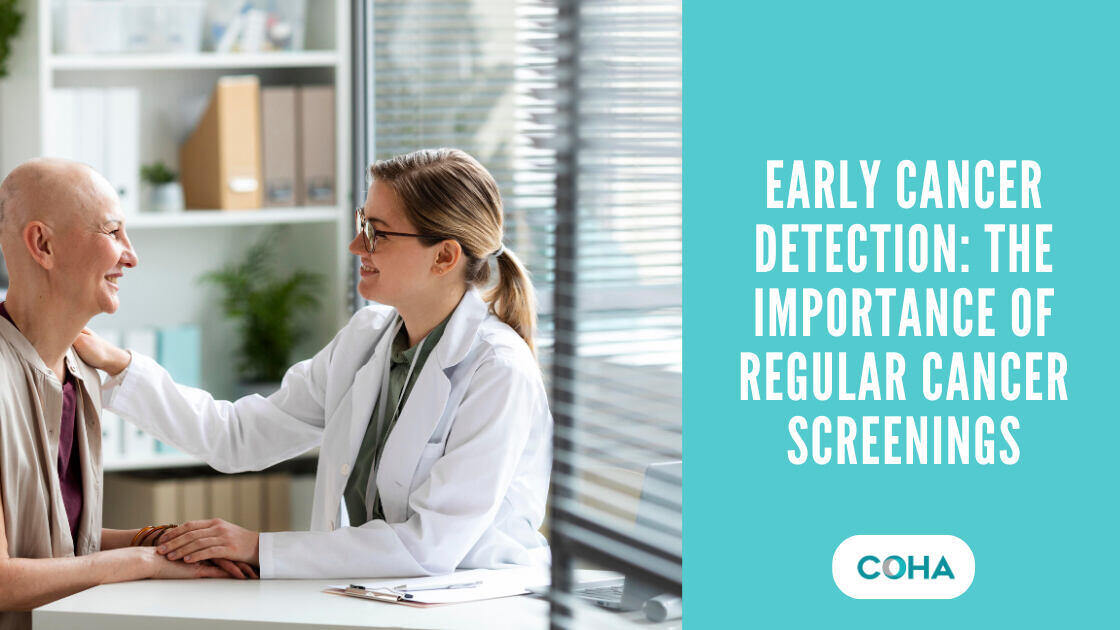 EARLY CANCER
DETECTION: THE
IMPORTANCE OF
REGULAR CANCER
SCREENINGS
COHA